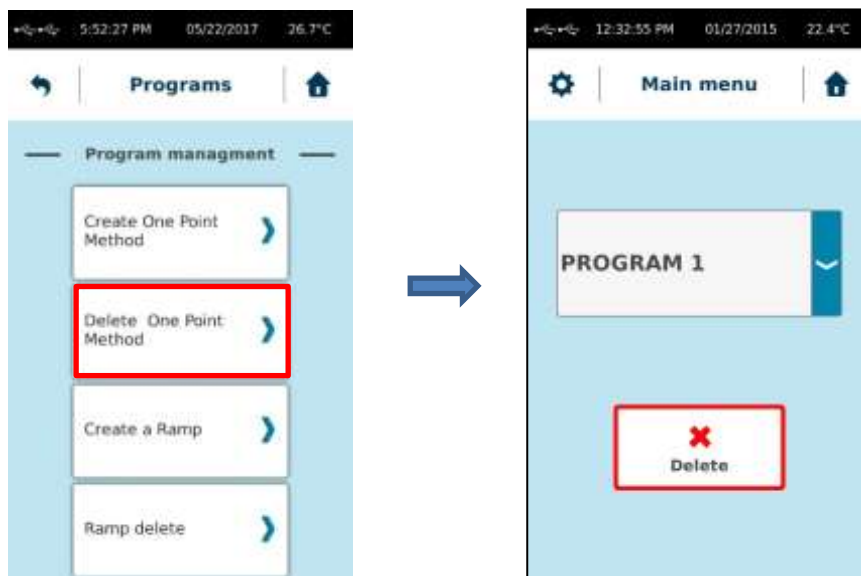 5:52:27 PM 05/22/2017 26.7°C
Programs
Program managment
Create One Point
Method
Delete One Point
Method
Create a Ramp
Ramp delete
12:32:55 PM 01/27/2015 22.4°C
Main menu
PROGRAM 1
Delete